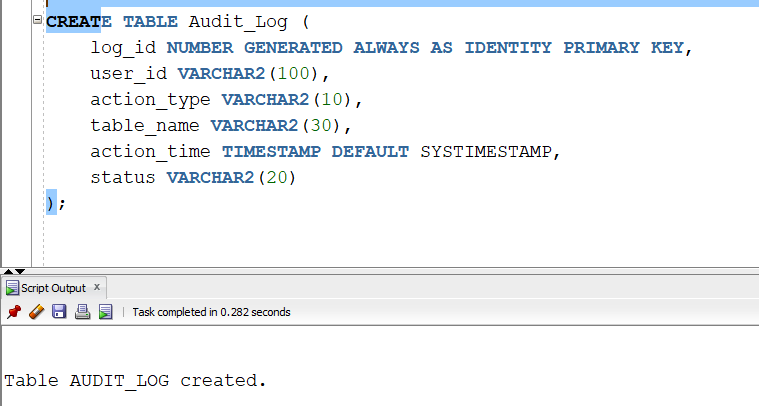 CREATE TABLE Audit_Log (
log_id NUMBER GENERATED ALWAYS AS IDENTITY PRIMARY KEY,
user_id VARCHAR2(100),
action_type VARCHAR2(10),
table_name VARCHAR2(30),
action_time TIMESTAMP DEFAULT SYSTIMESTAMP,
status VARCHAR2(20)
);
Script Output x
Task completed in 0.282 seconds
Table AUDIT_LOG created.